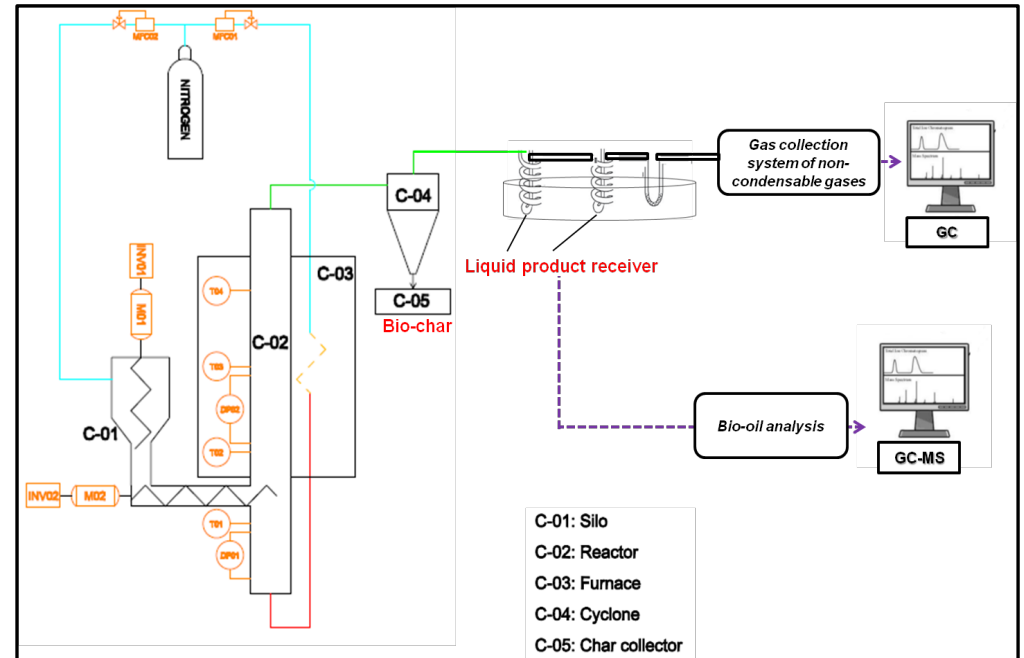 MFC02
MFC01
NITROGEN
C-04
C-05
Bio-char
Liquid product receiver
Gas collection
system of non-
condensable gases
GC
INV01
M01
C-03
T04
C-02
T03
DP02
T02
C-01
INV02
M02
T01
DP01
Bio-oil analysis
GC-MS
C-01: Silo
C-02: Reactor
C-03: Furnace
C-04: Cyclone
C-05: Char collector